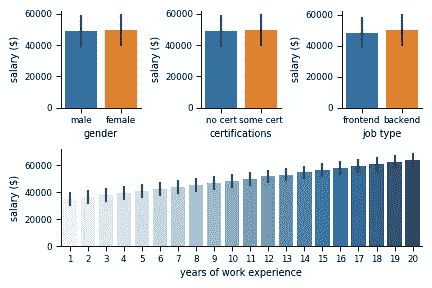 60000 60000 60000
40000 40000 40000
20000 20000 20000
0 0 0
salary ($) salary ($) salary ($)
male female no cert some cert frontend backend
gender certifications job type
60000
40000
20000
0
salary ($)
1 2 3 4 5 6 7 8 9 10 11 12 13 14 15 16 17 18 19 20
years of work experience